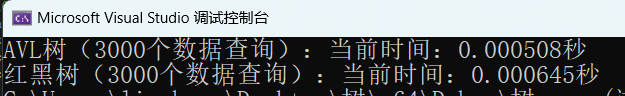 Microsoft Visual Studio 调试控制台
AVL树（3000个数据查询）：当前时间：0.000508秒
红黑树（3000个数据查询）：当前时间：0.000645秒